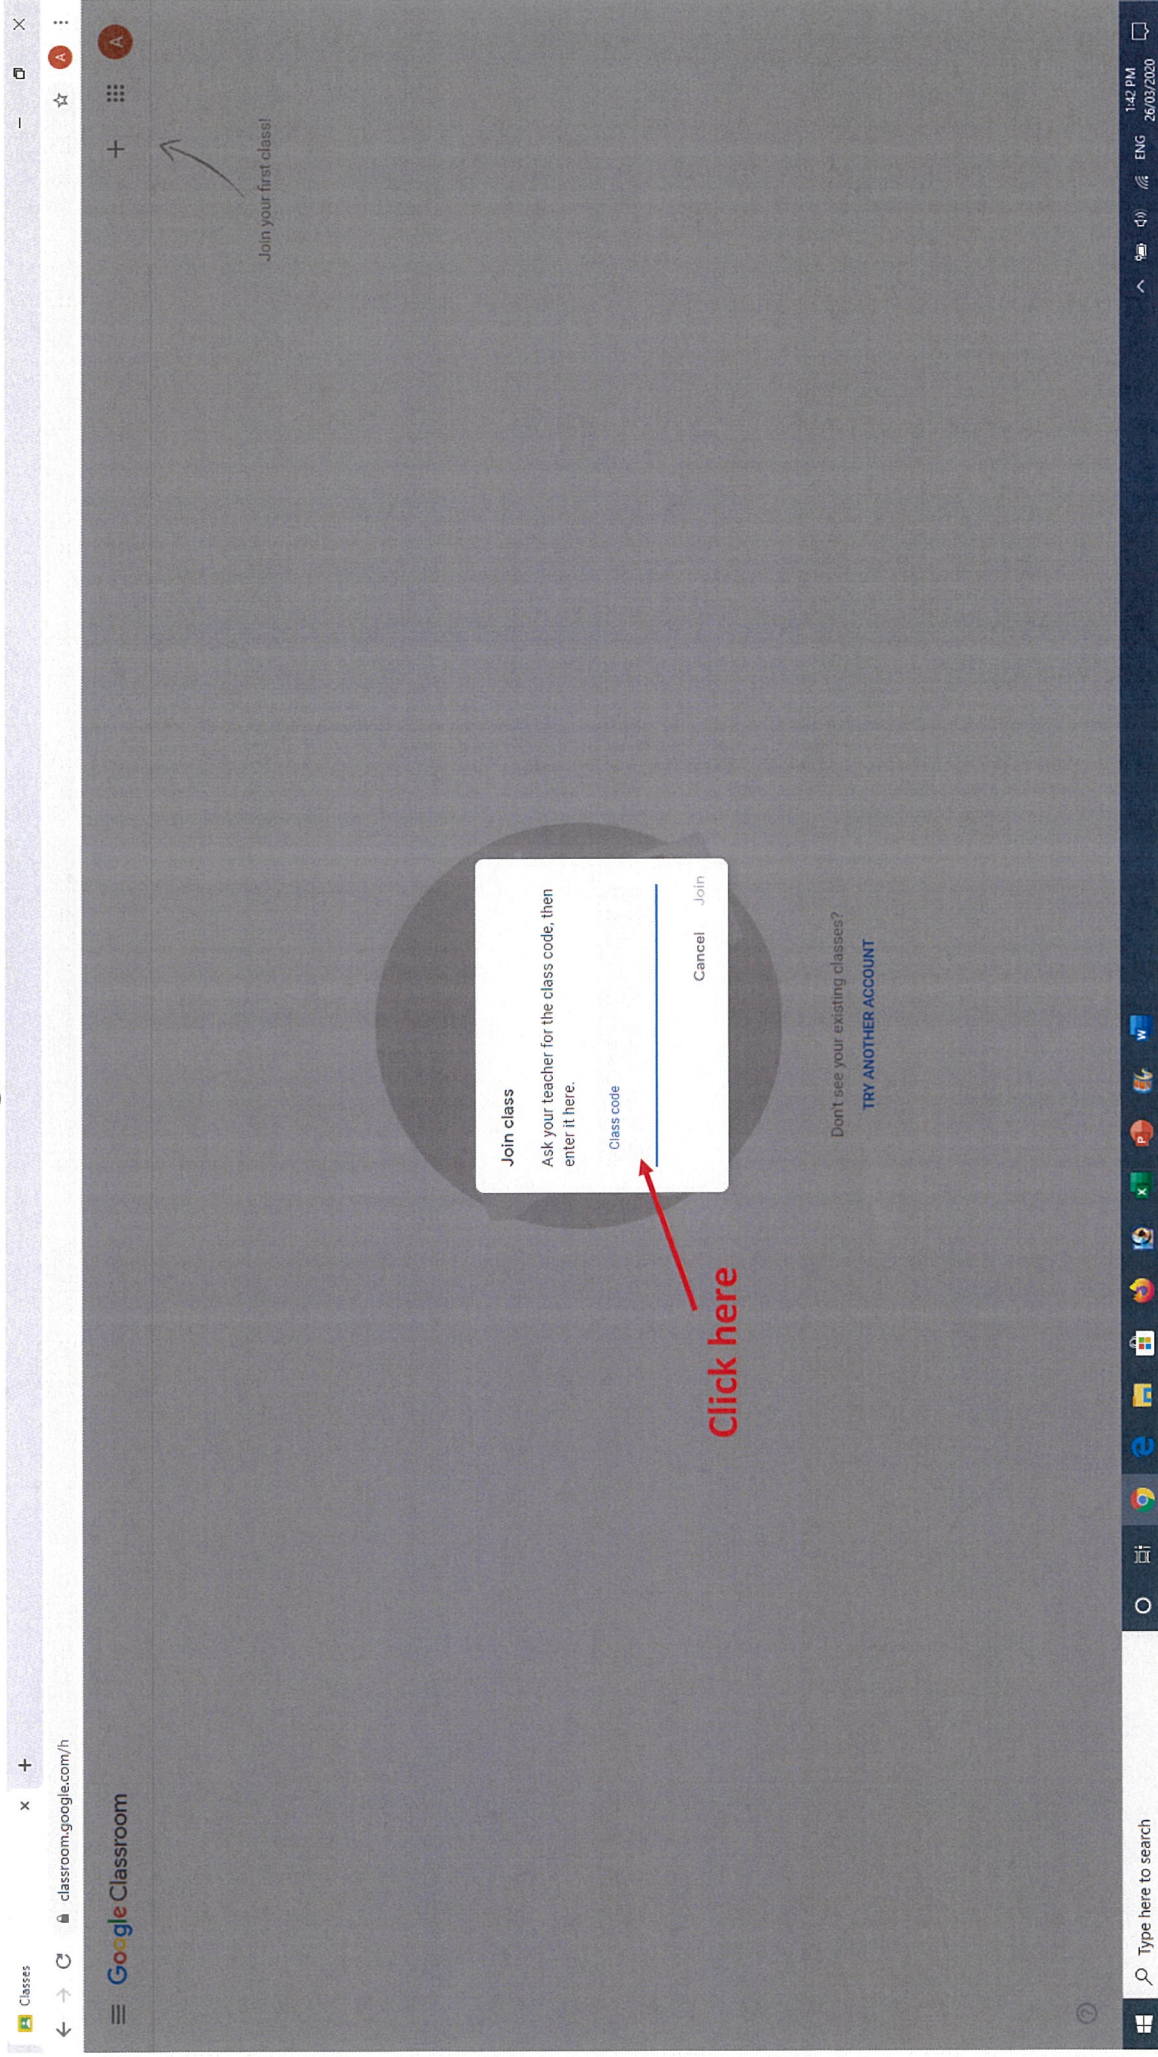 Classes
classroom.google.com/h
A
Google Classroom
A
Join your first class!
Join class
Ask your teacher for the class code, then
enter it here.
Class code
Cancel Join
Click here
Don't see your existing classes?
TRY ANOTHER ACCOUNT
Type here to search
ENG
1:42 PM
26/03/2020